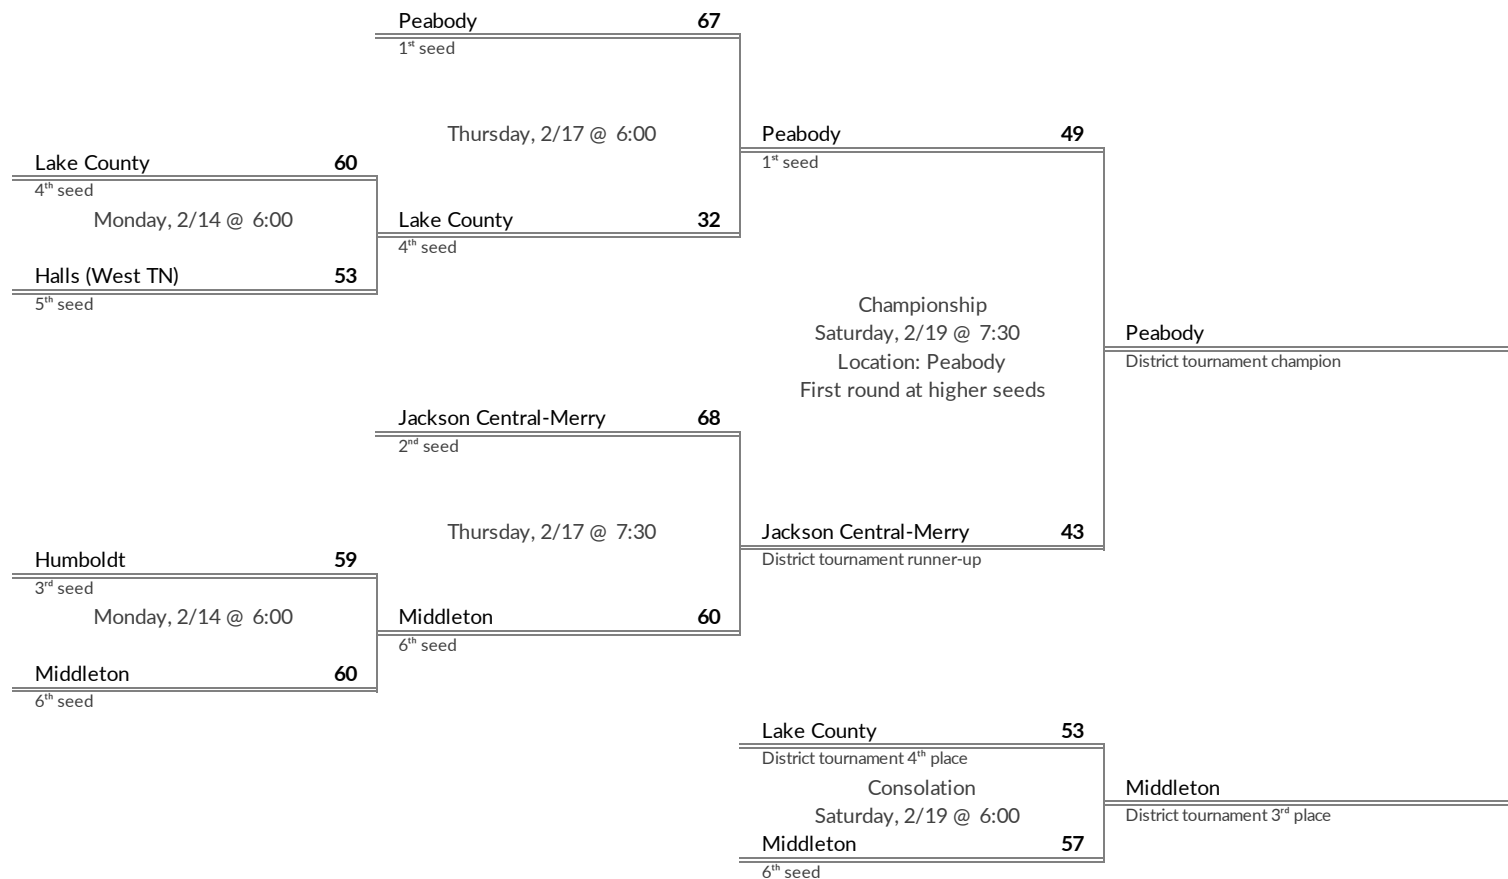 Peabody 67
1st seed
Thursday, 2/17 @ 6:00
Peabody 49
1st seed
Lake County 60
4th seed
Monday, 2/14 @ 6:00
Lake County 32
4th seed
Halls (West TN) 53
5th seed
Championship
Saturday, 2/19 @ 7:30
Location: Peabody
First round at higher seeds
Peabody
District tournament champion
Jackson Central-Merry 68
2nd seed
Thursday, 2/17 @ 7:30
Jackson Central-Merry 43
District tournament runner-up
Humboldt 59
3rd seed
Monday, 2/14 @ 6:00
Middleton 60
6th seed
Middleton 60
6th seed
Lake County 53
District tournament 4th place
Consolation
Saturday, 2/19 @ 6:00
Middleton 57
6th seed
Middleton
District tournament 3rd place